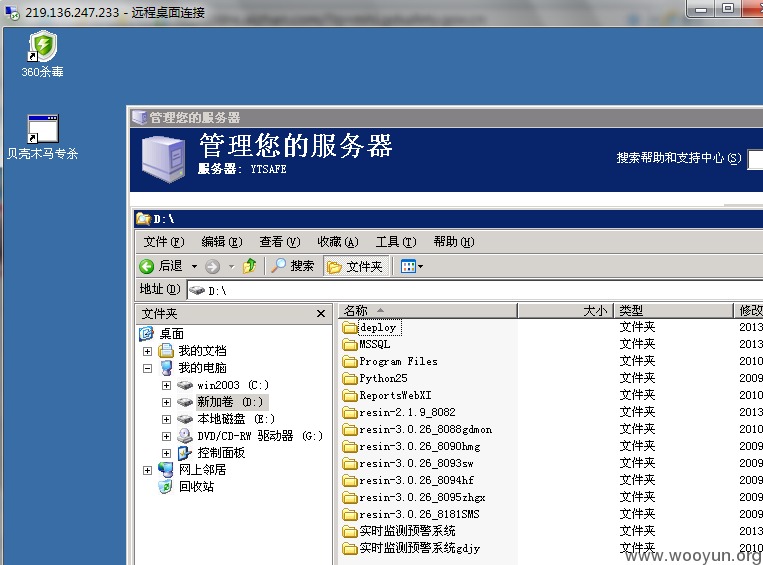 219.136.247.233 - 远程桌面连接
360杀毒
贝壳木马专杀
管理您的服务器
管理您的服务器
服务器: YTSAFE
搜索帮助和支持中心(S)
D:\
文件(F) 编辑(E) 查看(V) 收藏(A) 工具(T) 帮助(H)
后退 搜索 文件夹
地址(D) D:\
文件夹 x
桌面
我的文档
我的电脑
win2003 (C:)
新加卷 (D:)
本地磁盘 (E:)
DVD/CD-RW 驱动器 (G:)
控制面板
网上邻居
回收站
名称 大小 类型 修改
deploy 文件夹 2013
MSSQL 文件夹 2013
Program Files 文件夹 2010
Python25 文件夹 2009
ReportsWebXI 文件夹 2010
resin-2.1.9_8082 文件夹 2013
resin-3.0.26_8088gdmon 文件夹 2009
resin-3.0.26_8090hmg 文件夹 2009
resin-3.0.26_8093sw 文件夹 2009
resin-3.0.26_8094hf 文件夹 2009
resin-3.0.26_8095zhgx 文件夹 2009
resin-3.0.26_8181SMS 文件夹 2009
实时监测预警系统 文件夹 2013
实时监测预警系统gdjy 文件夹 2010
www.wooyun.org